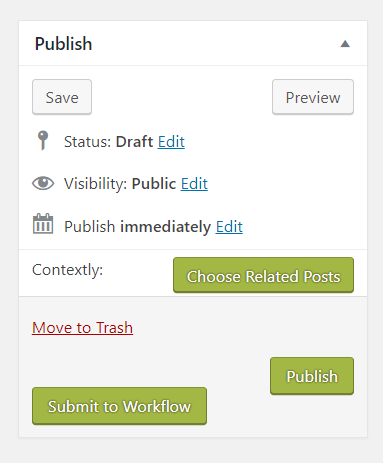 Publish
Save Preview
Status: Draft Edit
Visibility: Public Edit
Publish immediately Edit
Contextly: Choose Related Posts
Move to Trash
Publish
Submit to Workflow